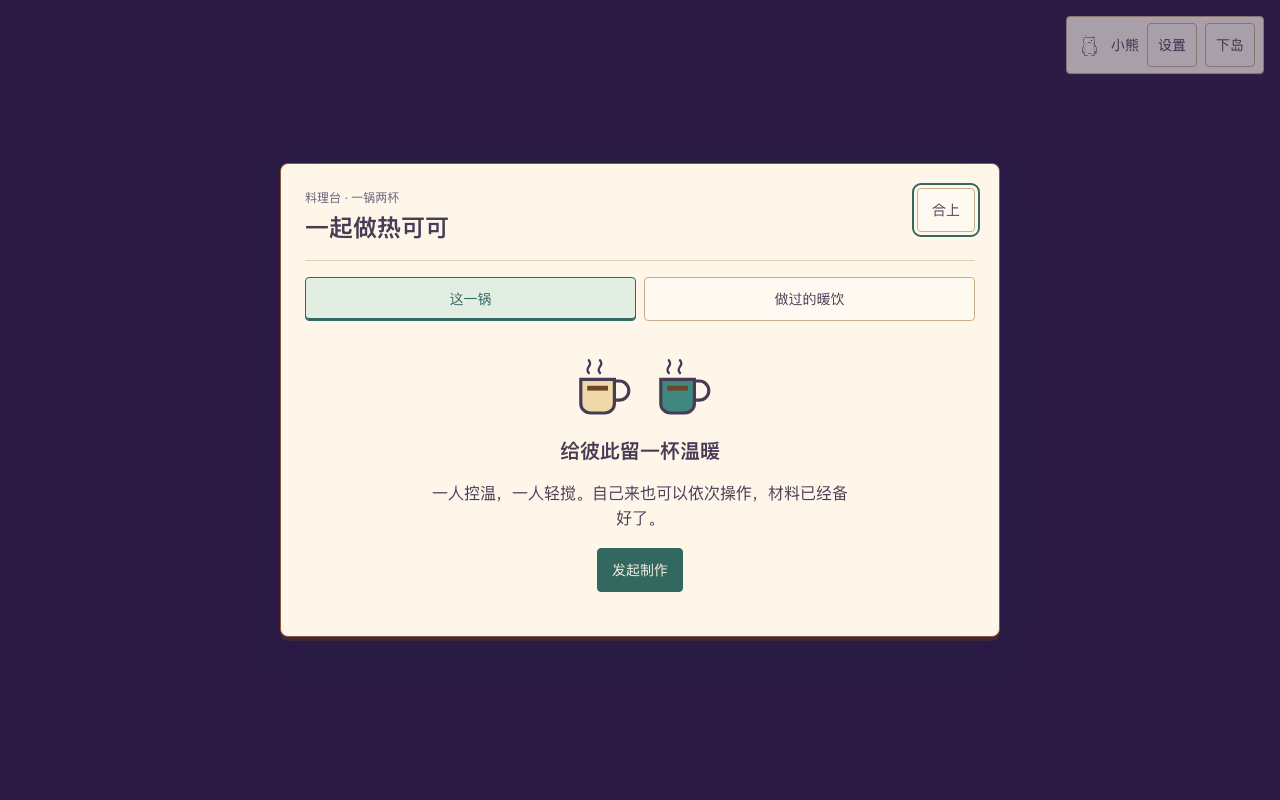 小熊
设置
下岛
料理台 · 一锅两杯
一起做热可可
合上
这一锅
做过的暖饮
给彼此留一杯温暖
一人控温，一人轻搅。自己来也可以依次操作，材料已经备
好了。
发起制作